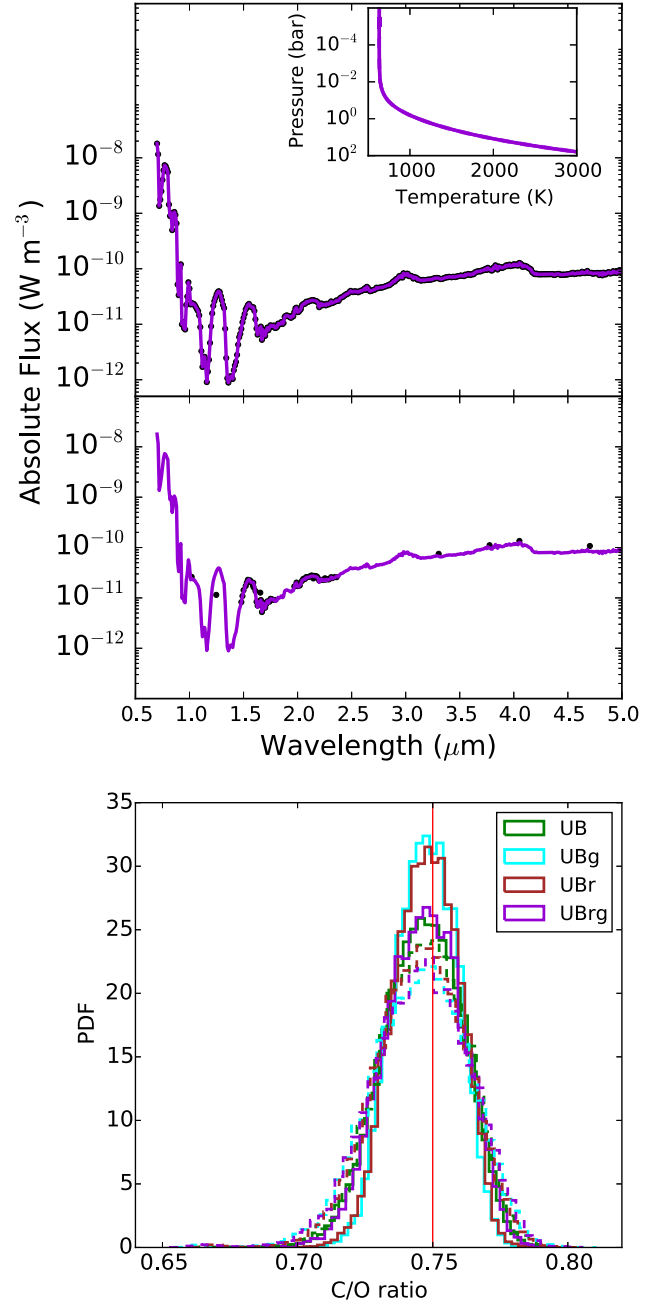 Pressure (bar)
10⁻⁴
10⁻²
10⁰
10²
1000 2000 3000
Temperature (K)
Absolute Flux (W m⁻³)
10⁻⁸
10⁻⁹
10⁻¹⁰
10⁻¹¹
10⁻¹²
10⁻⁸
10⁻⁹
10⁻¹⁰
10⁻¹¹
10⁻¹²
0.5 1.0 1.5 2.0 2.5 3.0 3.5 4.0 4.5 5.0
Wavelength (μm)
PDF
35
30
25
20
15
10
5
0
UB
UBg
UBr
UBrg
0.65 0.70 0.75 0.80
C/O ratio